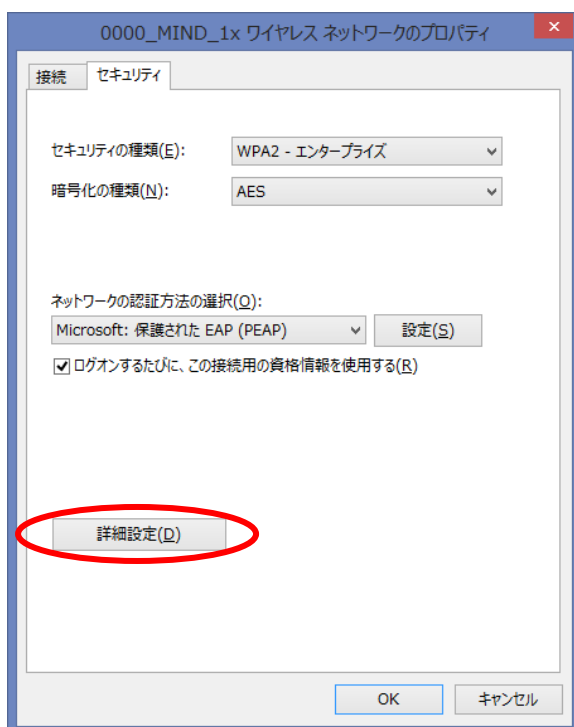 0000_MIND_1x ワイヤレス ネットワークのプロパティ
接続 セキュリティ
セキュリティの種類(E): WPA2 - エンタープライズ
暗号化の種類(N): AES
ネットワークの認証方法の選択(O):
Microsoft: 保護された EAP (PEAP) 設定(S)
ログオンするたびに、この接続用の資格情報を使用する(R)
詳細設定(D)
OK キャンセル